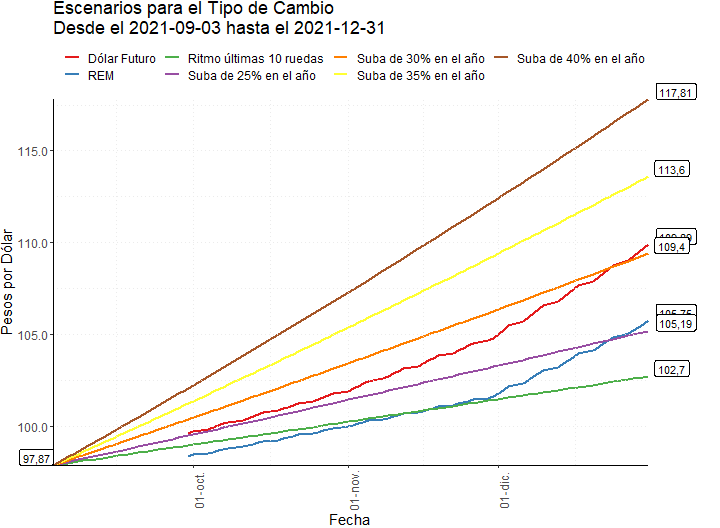 Escenarios para el Tipo de Cambio
Desde el 2021-09-03 hasta el 2021-12-31
Dólar Futuro
Ritmo últimas 10 ruedas
Suba de 30% en el año
Suba de 40% en el año
REM
Suba de 25% en el año
Suba de 35% en el año
117,81
115.0
113,6
110.0
109,4
Pesos por Dólar
105,19
105.0
102,7
100.0
97,87
01-oct.
01-nov.
01-dic.
Fecha